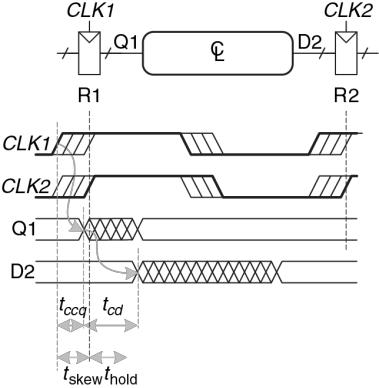 CLK1 CLK2
Q1 CL D2
R1 R2
CLK1
CLK2
Q1
D2
tccq tcd
tskew thold